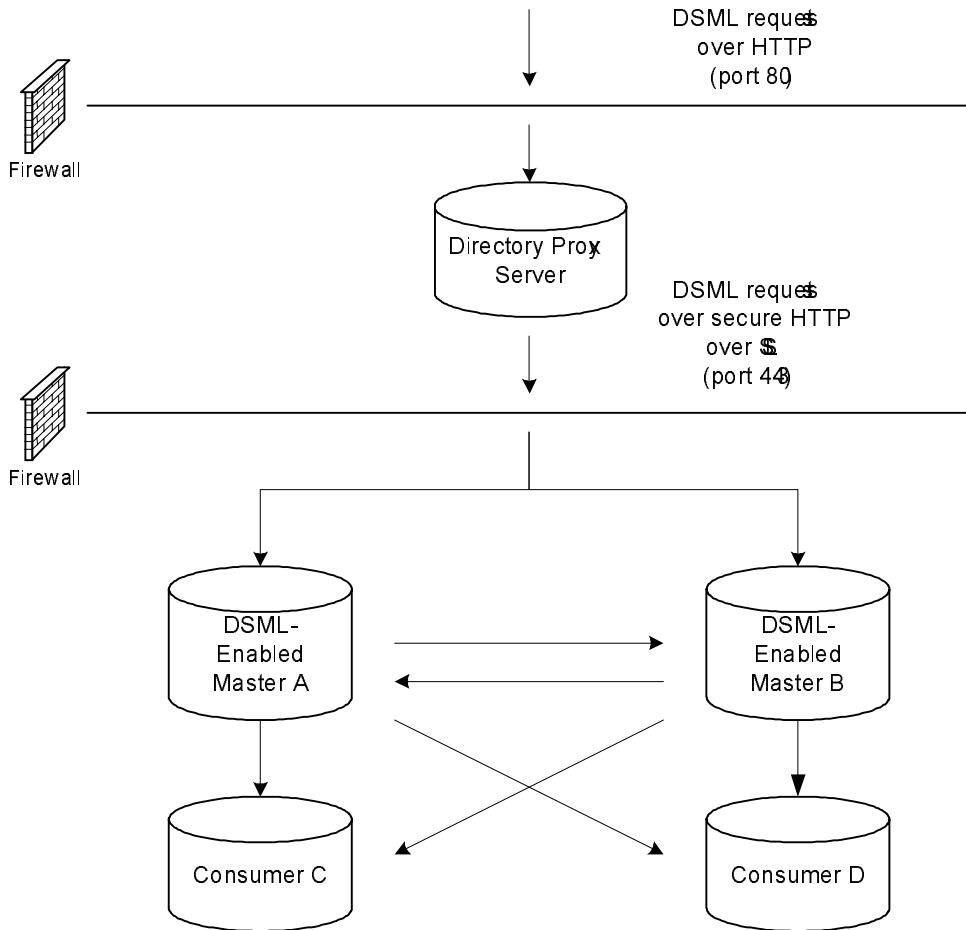 DSML requests
over HTTP
(port 80)
Firewall
Directory Proxy
Server
DSML requests
over secure HTTP
over SSL
(port 443)
Firewall
DSML-
Enabled
Master A
DSML-
Enabled
Master B
Consumer C
Consumer D